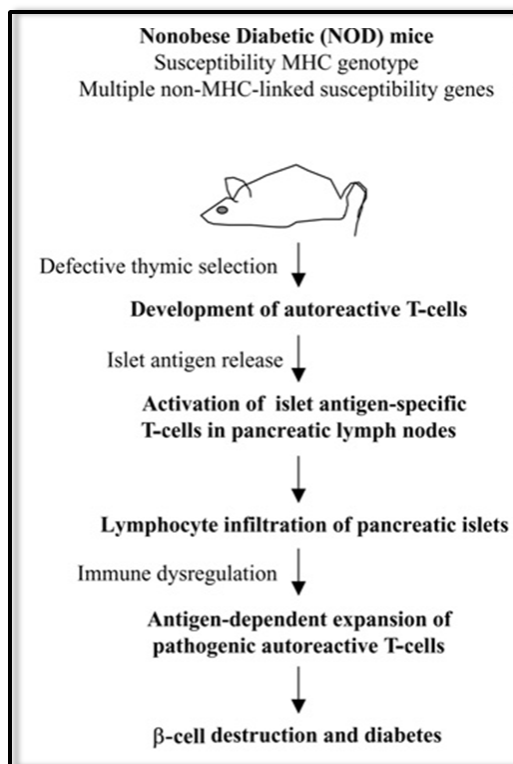 Nonobese Diabetic (NOD) mice
Susceptibility MHC genotype
Multiple non-MHC-linked susceptibility genes
Defective thymic selection
Development of autoreactive T-cells
Islet antigen release
Activation of islet antigen-specific
T-cells in pancreatic lymph nodes
Lymphocyte infiltration of pancreatic islets
Immune dysregulation
Antigen-dependent expansion of
pathogenic autoreactive T-cells
β-cell destruction and diabetes